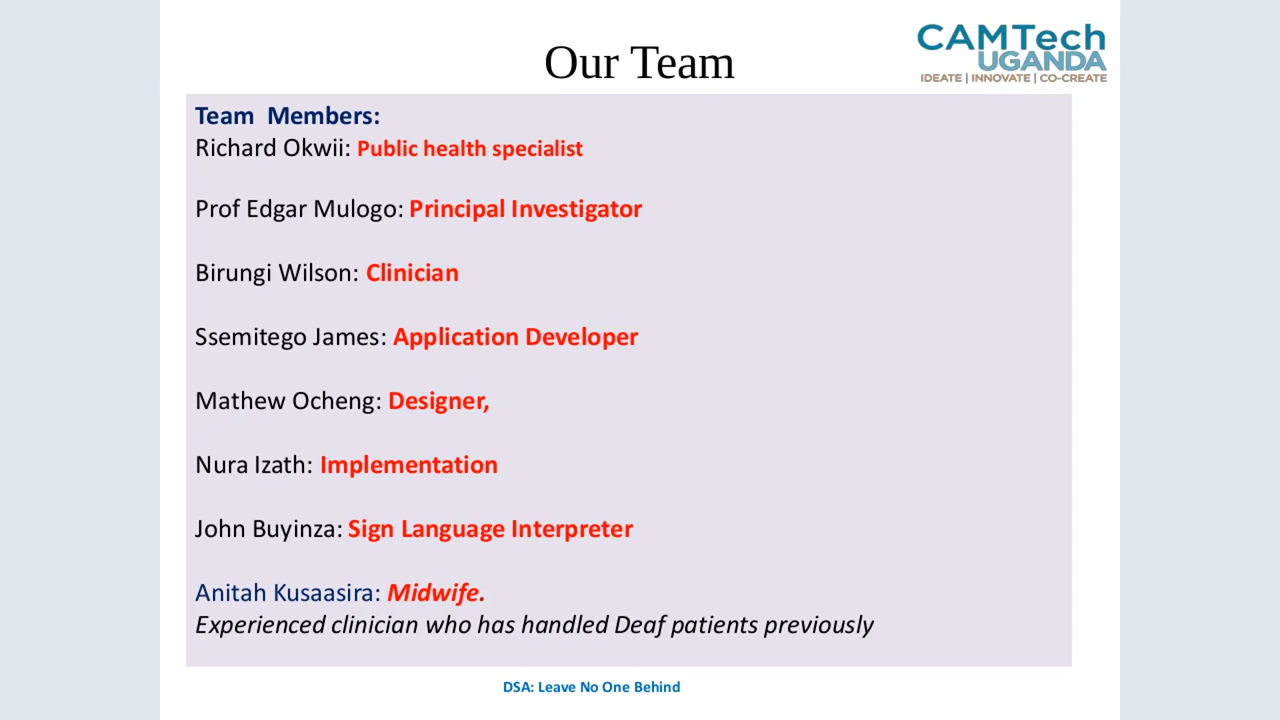 Our Team
CAMTech
UGANDA
IDEATE | INNOVATE | CO-CREATE
Team Members:
Richard Okwii: Public health specialist
Prof Edgar Mulogo: Principal Investigator
Birungi Wilson: Clinician
Ssemitego James: Application Developer
Mathew Ocheng: Designer,
Nura Izath: Implementation
John Buyinza: Sign Language Interpreter
Anitah Kusaasira: Midwife.
Experienced clinician who has handled Deaf patients previously
DSA: Leave No One Behind